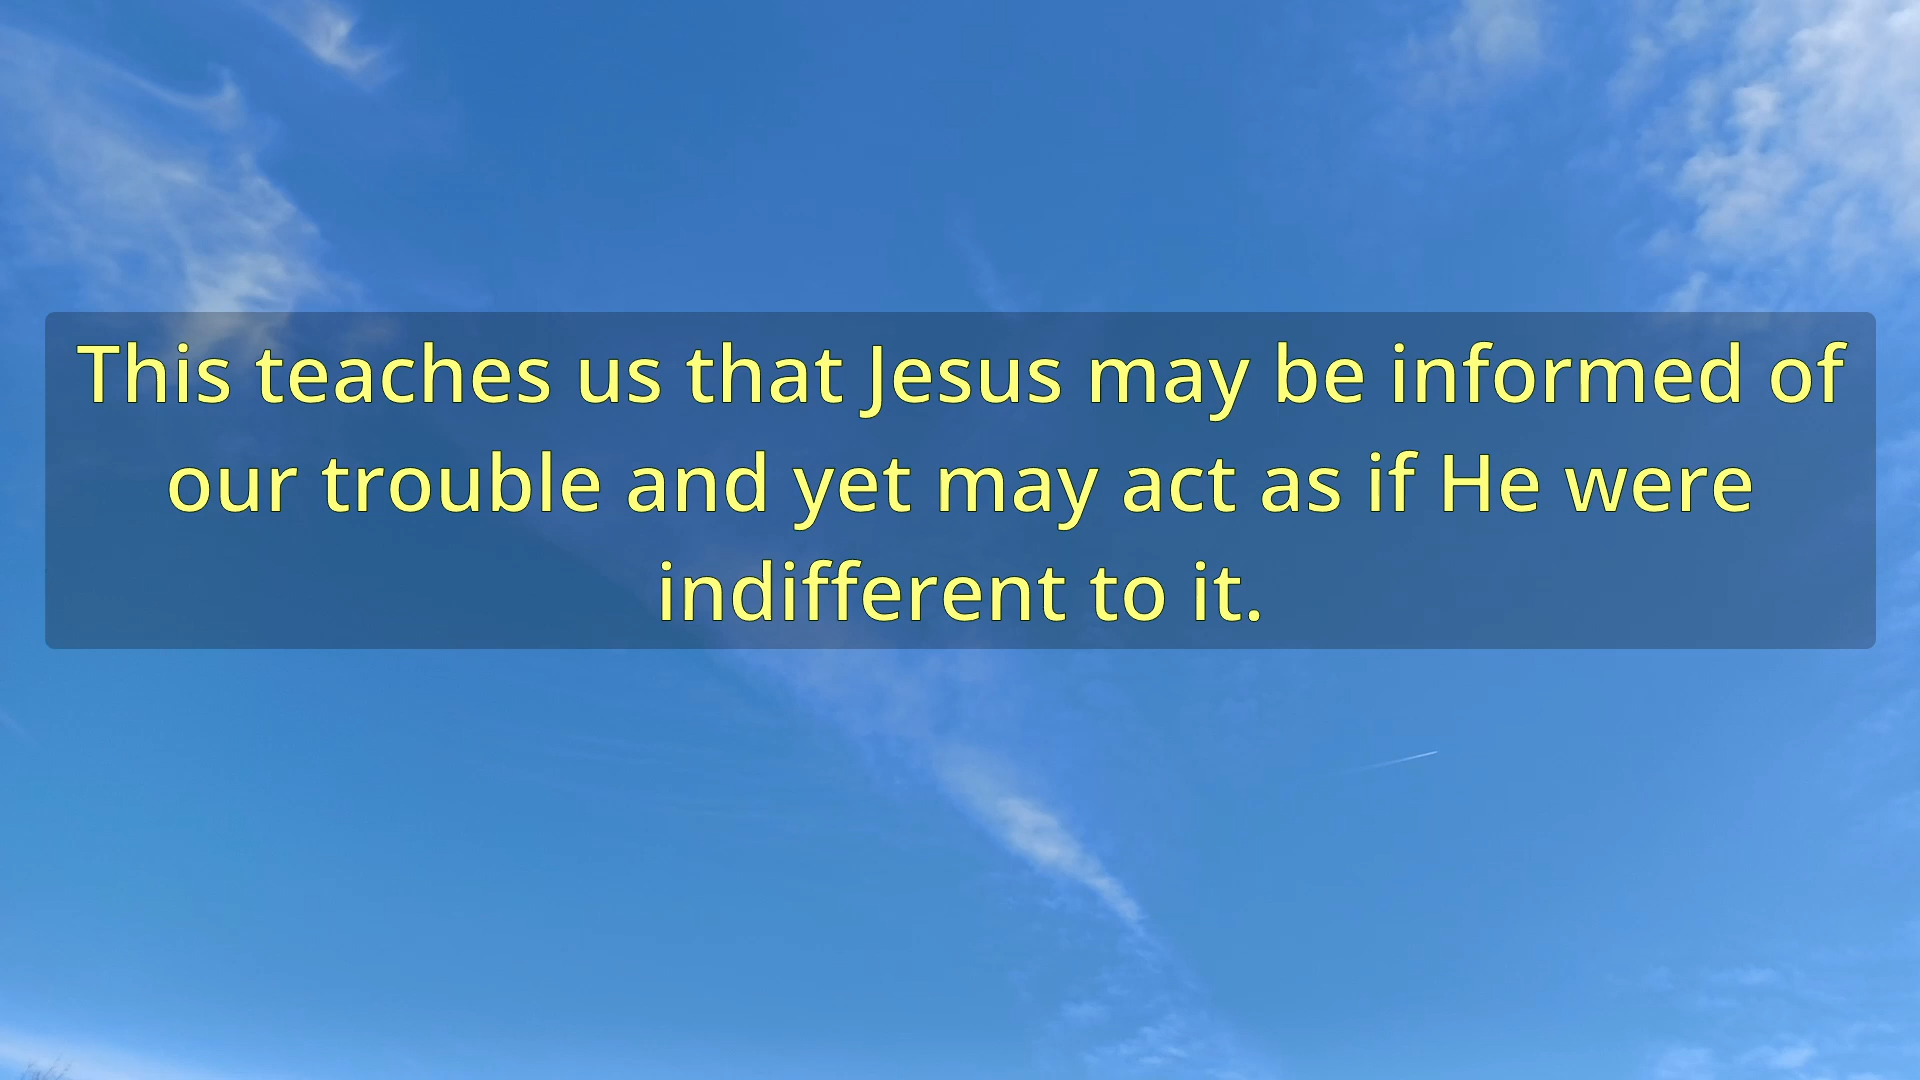 This teaches us that Jesus may be informed of
our trouble and yet may act as if He were
indifferent to it.